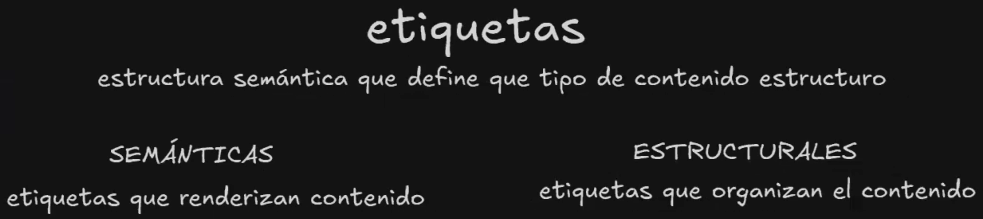 etiquetas
estructura semántica que define que tipo de contenido estructuro
SEMÁNTICAS
etiquetas que renderizan contenido
ESTRUCTURALES
etiquetas que organizan el contenido